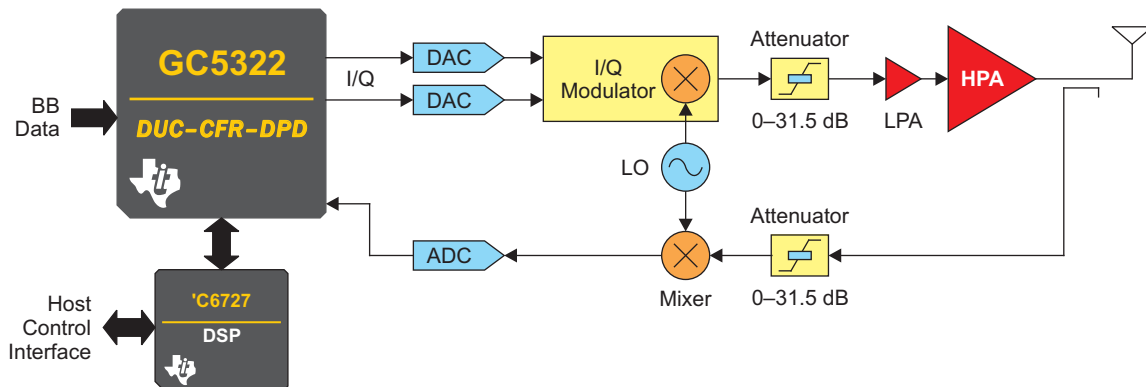 GC5322
DUC-CFR-DPD
BB
Data
I/Q
DAC
DAC
I/Q
Modulator
Attenuator
0–31.5 dB
LPA
HPA
LO
ADC
Mixer
Attenuator
0–31.5 dB
Host
Control
Interface
'C6727
DSP